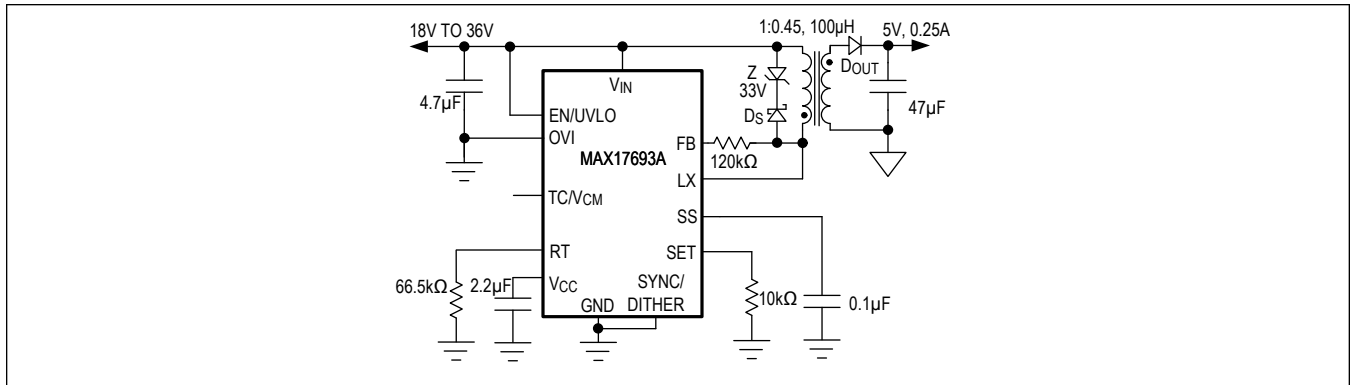 18V TO 36V
1:0.45, 100µH
5V, 0.25A
4.7µF
VIN
Z
33V
DS
DOUT
47µF
EN/UVLO
OVI
MAX17693A
FB
120kΩ
LX
TC/VCM
SS
RT
SET
66.5kΩ
2.2µF
VCC
SYNC/
DITHER
GND
10kΩ
0.1µF